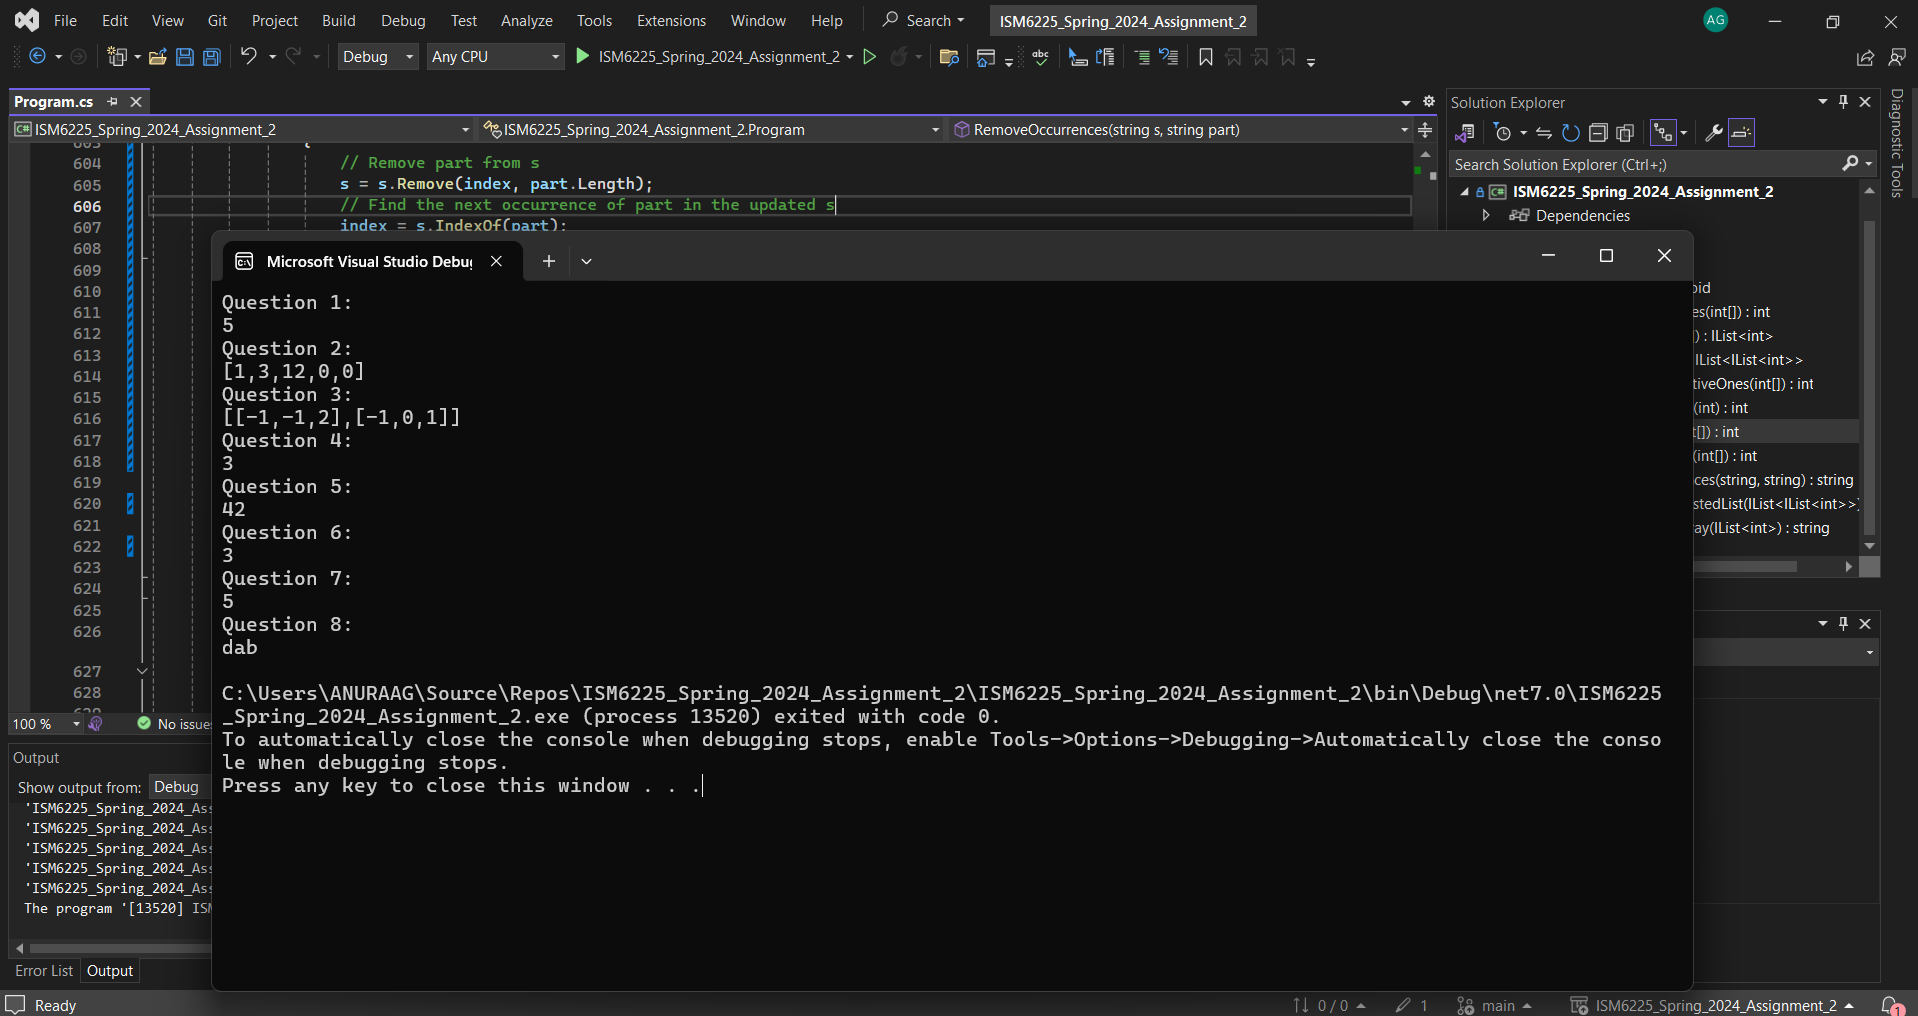 File Edit View Git Project Build Debug Test Analyze Tools Extensions Window Help Search ISM6225_Spring_2024_Assignment_2 AG
Debug Any CPU ISM6225_Spring_2024_Assignment_2
Program.cs
ISM6225_Spring_2024_Assignment_2 ISM6225_Spring_2024_Assignment_2.Program RemoveOccurrences(string s, string part)
603 {
604 // Remove part from s
605 s = s.Remove(index, part.Length);
606 // Find the next occurrence of part in the updated s
607 index = s.IndexOf(part);
608
609
610
611
612
613
614
615
616
617
618
619
620
621
622
623
624
625
626
627
628
629
100 % No issues
Microsoft Visual Studio Debug
Question 1:
5
Question 2:
[1,3,12,0,0]
Question 3:
[[-1,-1,2],[-1,0,1]]
Question 4:
3
Question 5:
42
Question 6:
3
Question 7:
5
Question 8:
dab
C:\Users\ANURAAG\Source\Repos\ISM6225_Spring_2024_Assignment_2\ISM6225_Spring_2024_Assignment_2\bin\Debug\net7.0\ISM6225
_Spring_2024_Assignment_2.exe (process 13520) exited with code 0.
To automatically close the console when debugging stops, enable Tools->Options->Debugging->Automatically close the conso
le when debugging stops.
Press any key to close this window . . .
Solution Explorer
Search Solution Explorer (Ctrl+;)
ISM6225_Spring_2024_Assignment_2
Dependencies
oid
es(int[]) : int
]) : IList<int>
IList<IList<int>>
tiveOnes(int[]) : int
(int) : int
t[]) : int
(int[]) : int
ces(string, string) : string
stedList(IList<IList<int>>)
ay(IList<int>) : string
Diagnostic Tools
Output
Show output from: Debug
'ISM6225_Spring_2024_Ass
'ISM6225_Spring_2024_Ass
'ISM6225_Spring_2024_Ass
'ISM6225_Spring_2024_Ass
'ISM6225_Spring_2024_Ass
The program '[13520] ISM
Error List Output
Ready 0 / 0 1 main ISM6225_Spring_2024_Assignment_2 1